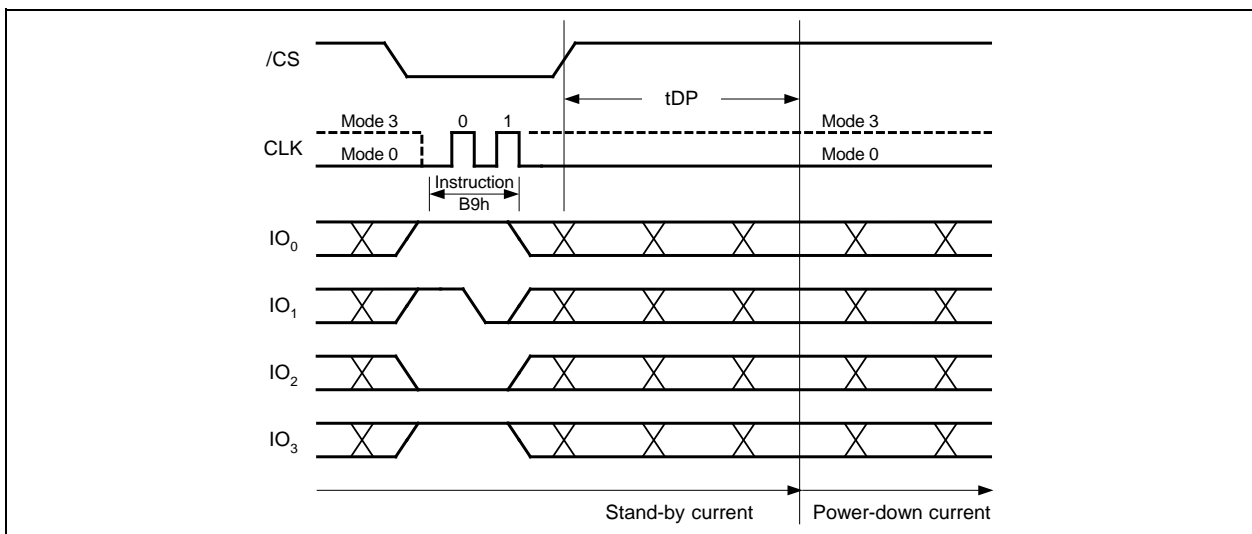 /CS
tDP
Mode 3 0 1 Mode 3
CLK
Mode 0 Mode 0
Instruction
B9h
IO0
IO1
IO2
IO3
Stand-by current Power-down current